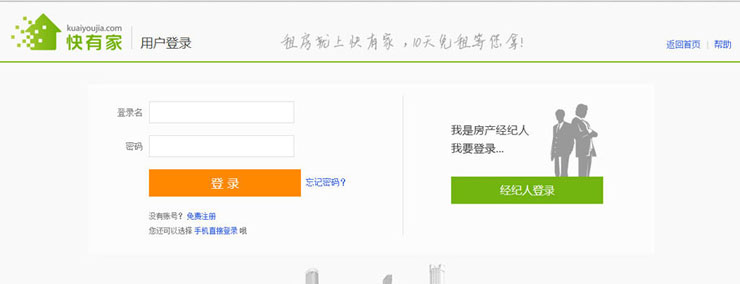 kuaiyoujia.com
快有家
用户登录
租房就上快有家，10天免租等你拿!
返回首页 | 帮助
登录名
密码
登 录
忘记密码？
没有账号？ 免费注册
您还可以选择 手机直接登录 哦
我是房产经纪人
我要登录...
经纪人登录